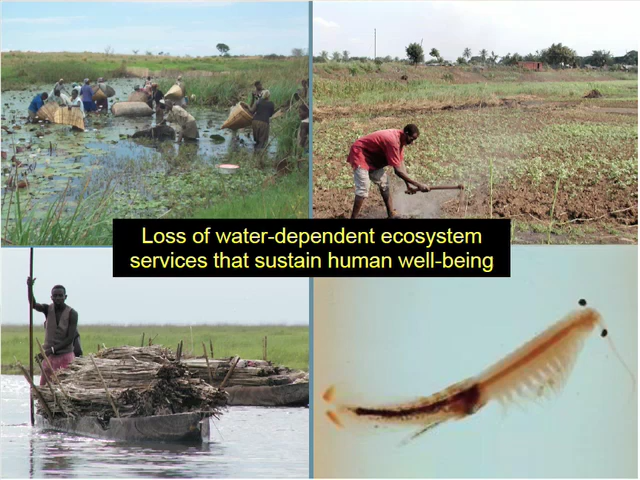 Loss of water-dependent ecosystem
services that sustain human well-being